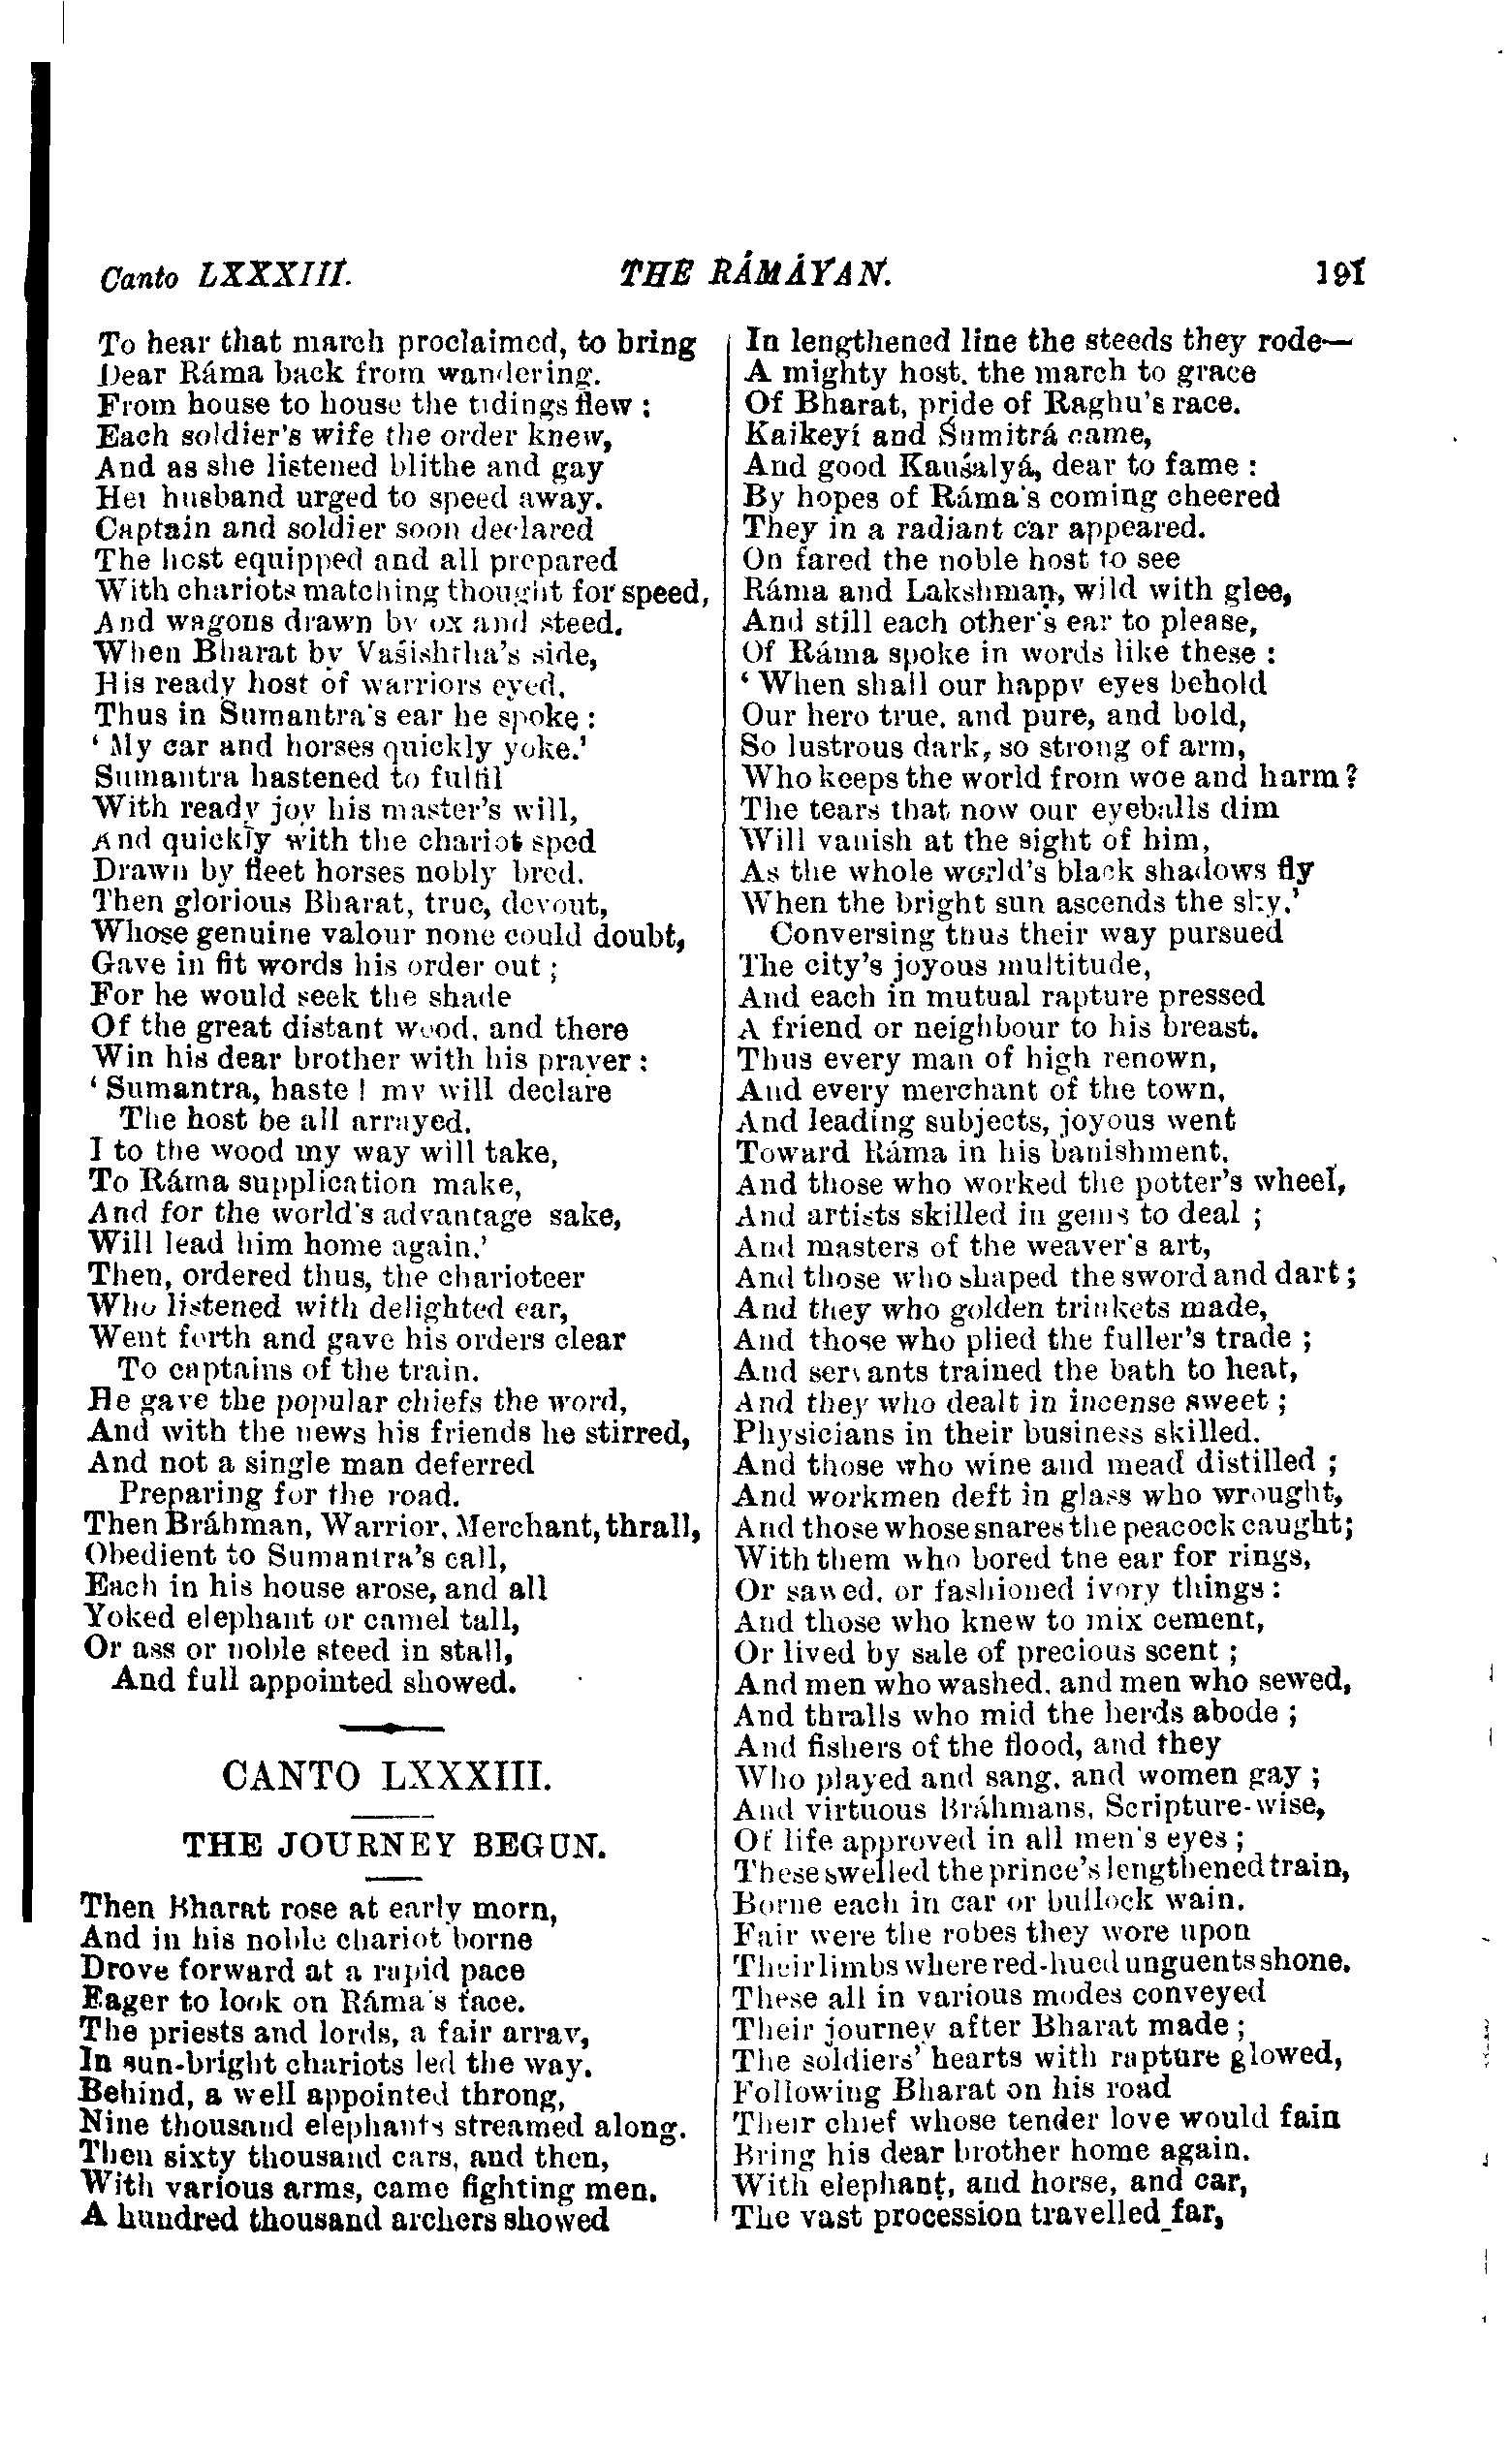 Canto LXXXIII. THE RÁMÁYAN. 191
To hear that march proclaimed, to bring
Dear Ráma back from wandering.
From house to house the tidings flew :
Each soldier's wife the order knew,
And as she listened blithe and gay
Her husband urged to speed away.
Captain and soldier soon declared
The host equipped and all prepared
With chariots matching thought for speed,
And wagons drawn by ox and steed.
When Bharat by Vaśishṭha's side,
His ready host of warriors eyed,
Thus in Sumantra's ear he spoke :
‘ My car and horses quickly yoke.’
Sumantra hastened to fulfil
With ready joy his master's will,
And quickly with the chariot sped
Drawn by fleet horses nobly bred.
Then glorious Bharat, true, devout,
Whose genuine valour none could doubt,
Gave in fit words his order out ;
For he would seek the shade
Of the great distant wood, and there
Win his dear brother with his prayer :
‘ Sumantra, haste ! my will declare
The host be all arrayed.
I to the wood my way will take,
To Ráma supplication make,
And for the world's advantage sake,
Will lead him home again.’
Then, ordered thus, the charioteer
Who listened with delighted ear,
Went forth and gave his orders clear
To captains of the train.
He gave the popular chiefs the word,
And with the news his friends he stirred,
And not a single man deferred
Preparing for the road.
Then Bráhman, Warrior, Merchant, thrall,
Obedient to Sumantra's call,
Each in his house arose, and all
Yoked elephant or camel tall,
Or ass or noble steed in stall,
And full appointed showed.
CANTO LXXXIII.
THE JOURNEY BEGUN.
Then Bharat rose at early morn,
And in his noble chariot borne
Drove forward at a rapid pace
Eager to look on Ráma's face.
The priests and lords, a fair array,
In sun-bright chariots led the way.
Behind, a well appointed throng,
Nine thousand elephants streamed along.
Then sixty thousand cars, and then,
With various arms, came fighting men.
A hundred thousand archers showed
In lengthened line the steeds they rode—
A mighty host, the march to grace
Of Bharat, pride of Raghu's race.
Kaikeyí and Sumitrá came,
And good Kauśalyá, dear to fame :
By hopes of Ráma's coming cheered
They in a radiant car appeared.
On fared the noble host to see
Ráma and Lakshmaṇ, wild with glee,
And still each other's ear to please,
Of Ráma spoke in words like these :
‘ When shall our happy eyes behold
Our hero true, and pure, and bold,
So lustrous dark, so strong of arm,
Who keeps the world from woe and harm ?
The tears that now our eyeballs dim
Will vanish at the sight of him,
As the whole world's black shadows fly
When the bright sun ascends the sky.’
Conversing thus their way pursued
The city's joyous multitude,
And each in mutual rapture pressed
A friend or neighbour to his breast.
Thus every man of high renown,
And every merchant of the town,
And leading subjects, joyous went
Toward Ráma in his banishment.
And those who worked the potter's wheel,
And artists skilled in gems to deal ;
And masters of the weaver's art,
And those who shaped the sword and dart ;
And they who golden trinkets made,
And those who plied the fuller's trade ;
And servants trained the bath to heat,
And they who dealt in incense sweet ;
Physicians in their business skilled,
And those who wine and mead distilled ;
And workmen deft in glass who wrought,
And those whose snares the peacock caught;
With them who bored the ear for rings,
Or sawed, or fashioned ivory things :
And those who knew to mix cement,
Or lived by sale of precious scent ;
And men who washed, and men who sewed,
And thralls who mid the herds abode ;
And fishers of the flood, and they
Who played and sang, and women gay ;
And virtuous Bráhmans, Scripture-wise,
Of life approved in all men's eyes ;
These swelled the prince's lengthened train,
Borne each in car or bullock wain.
Fair were the robes they wore upon
Their limbs where red-hued unguents shone.
These all in various modes conveyed
Their journey after Bharat made ;
The soldiers' hearts with rapture glowed,
Following Bharat on his road
Their chief whose tender love would fain
Bring his dear brother home again.
With elephant, and horse, and car,
The vast procession travelled far,